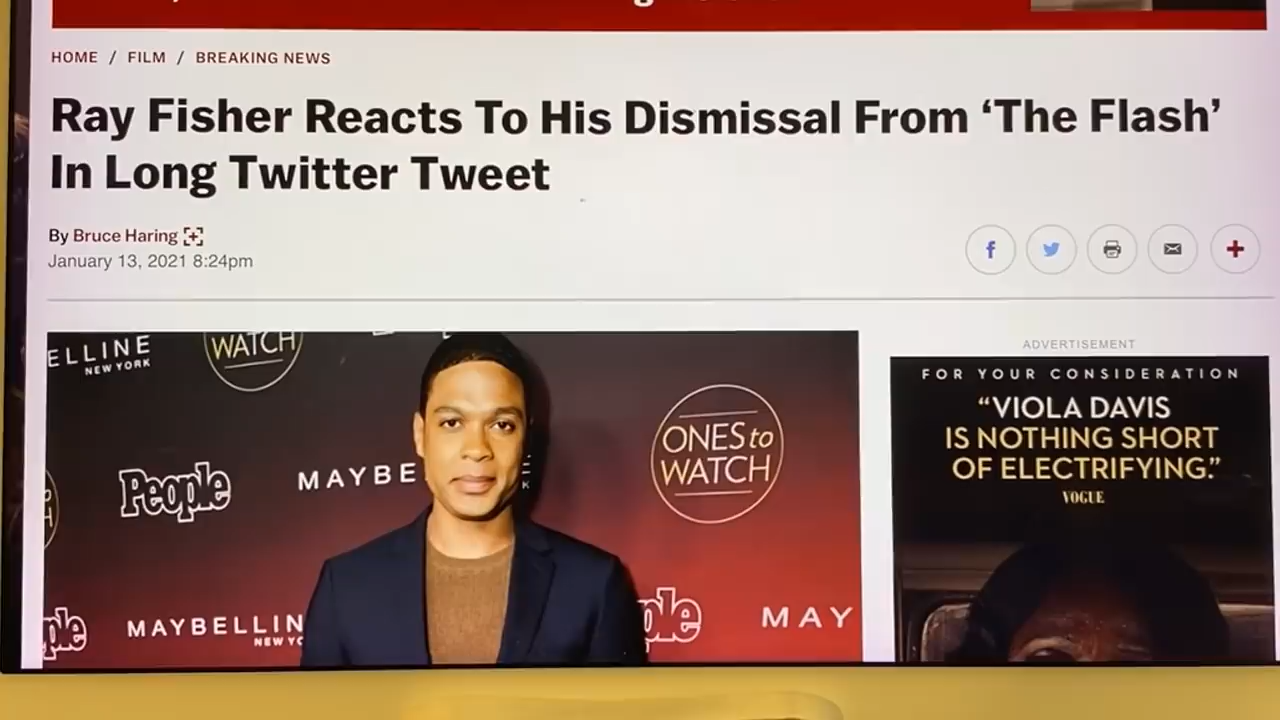 HOME / FILM / BREAKING NEWS
Ray Fisher Reacts To His Dismissal From ‘The Flash’
In Long Twitter Tweet
By Bruce Haring
January 13, 2021 8:24pm
f
ADVERTISEMENT
ELLINE
NEW YORK
WATCH
People
MAYBE
ONES to
WATCH
ple
MAYBELLIN
NEW YO
ple
MAY
FOR YOUR CONSIDERATION
“VIOLA DAVIS
IS NOTHING SHORT
OF ELECTRIFYING.”
VOGUE